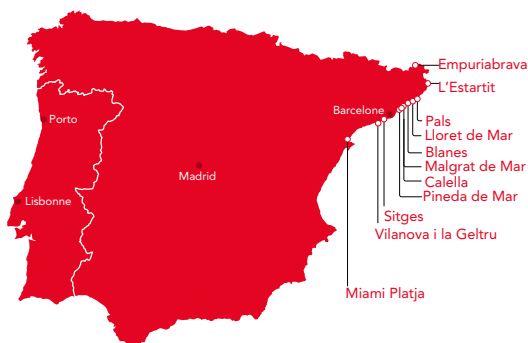 Empuriabrava
L'Estartit
Barcelone
Pals
Porto
Lloret de Mar
Blanes
Malgrat de Mar
Madrid
Calella
Pineda de Mar
Lisbonne
Sitges
Vilanova i la Geltru
Miami Platja